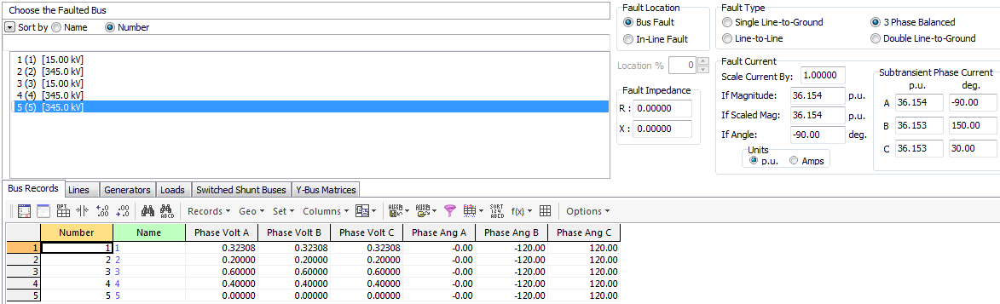 Choose the Faulted Bus
Sort by Name Number
1 (1) [15.00 kV]
2 (2) [345.0 kV]
3 (3) [15.00 kV]
4 (4) [345.0 kV]
5 (5) [345.0 kV]
Fault Location
Bus Fault
In-Line Fault
Location % 0
Fault Impedance
R : 0.00000
X : 0.00000
Fault Type
Single Line-to-Ground 3 Phase Balanced
Line-to-Line Double Line-to-Ground
Fault Current
Scale Current By: 1.00000
If Magnitude: 36.154 p.u.
If Scaled Mag: 36.154 p.u.
If Angle: -90.00 deg.
Units
p.u. Amps
Subtransient Phase Current
p.u. deg.
A 36.154 -90.00
B 36.153 150.00
C 36.153 30.00
Bus Records Lines Generators Loads Switched Shunt Buses Y-Bus Matrices
OPT. .00 .0 ABCD Records Geo Set Columns AUXB AUXB SORT 124 ABED f(x) Options
Number Name Phase Volt A Phase Volt B Phase Volt C Phase Ang A Phase Ang B Phase Ang C
1 1 1 0.32308 0.32308 0.32308 -0.00 -120.00 120.00
2 2 2 0.20000 0.20000 0.20000 -0.00 -120.00 120.00
3 3 3 0.60000 0.60000 0.60000 -0.00 -120.00 120.00
4 4 4 0.40000 0.40000 0.40000 -0.00 -120.00 120.00
5 5 5 0.00000 0.00000 0.00000 -0.00 -120.00 120.00